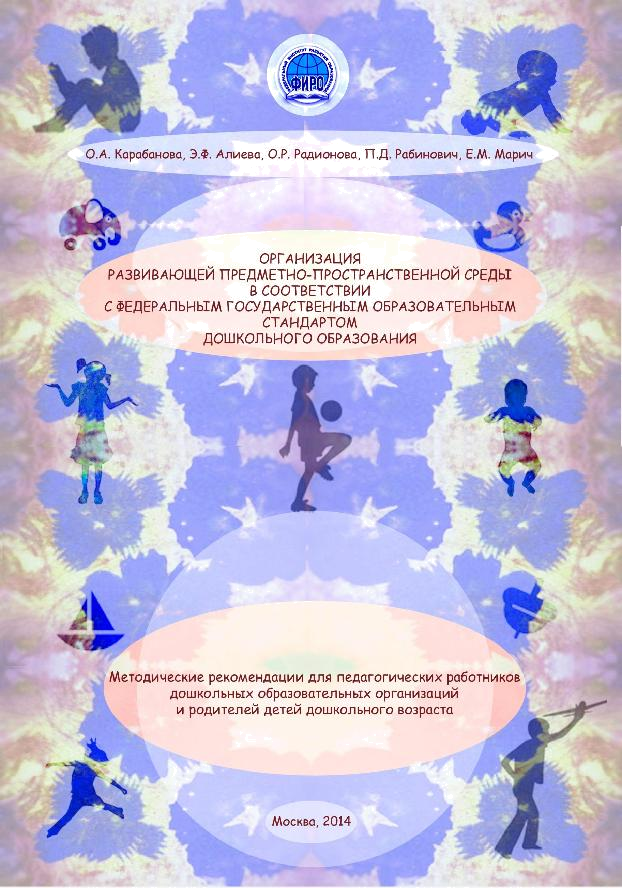 ФИРО
О.А. Карабанова, Э.Ф. Алиева, О.Р. Радионова, П.Д. Рабинович, Е.М. Марич
ОРГАНИЗАЦИЯ
РАЗВИВАЮЩЕЙ ПРЕДМЕТНО-ПРОСТРАНСТВЕННОЙ СРЕДЫ
В СООТВЕТСТВИИ
С ФЕДЕРАЛЬНЫМ ГОСУДАРСТВЕННЫМ ОБРАЗОВАТЕЛЬНЫМ
СТАНДАРТОМ
ДОШКОЛЬНОГО ОБРАЗОВАНИЯ
Методические рекомендации для педагогических работников
дошкольных образовательных организаций
и родителей детей дошкольного возраста
Москва, 2014